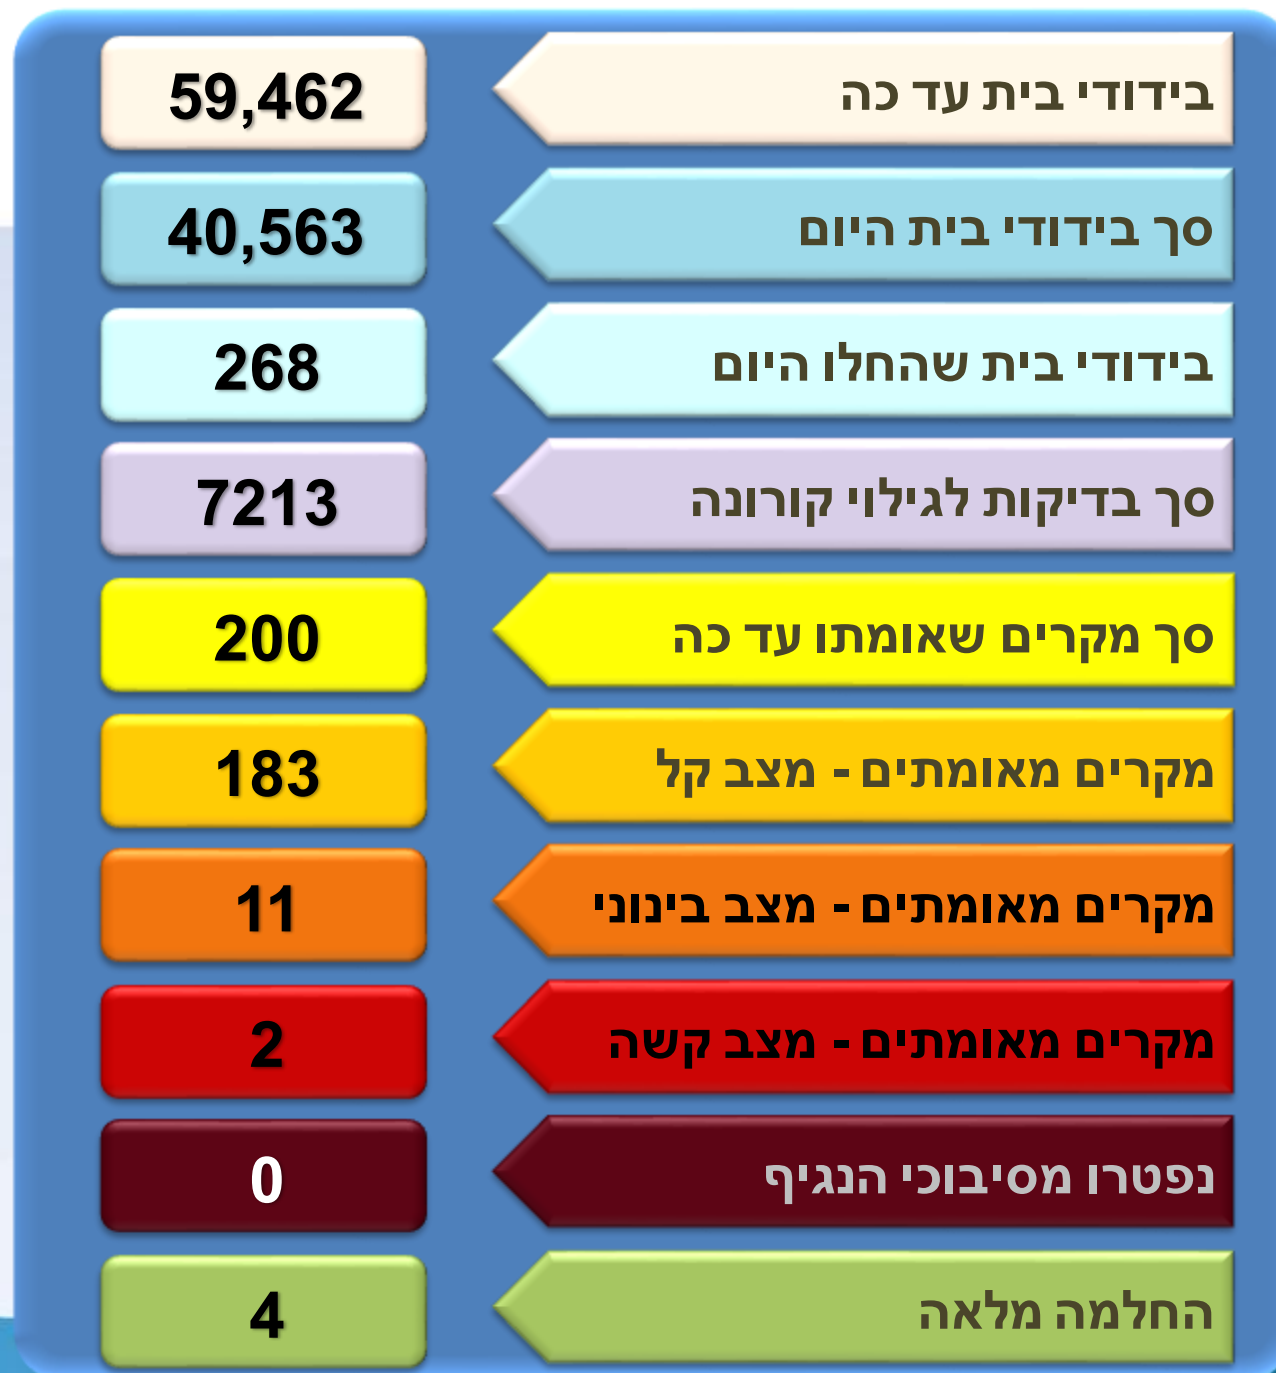 בידודי בית עד כה
59,462
סך בידודי בית היום
40,563
בידודי בית שהחלו היום
268
סך בדיקות לגילוי קורונה
7213
סך מקרים שאומתו עד כה
200
מקרים מאומתים - מצב קל
183
מקרים מאומתים - מצב בינוני
11
מקרים מאומתים - מצב קשה
2
נפטרו מסיבוכי הנגיף
0
החלמה מלאה
4